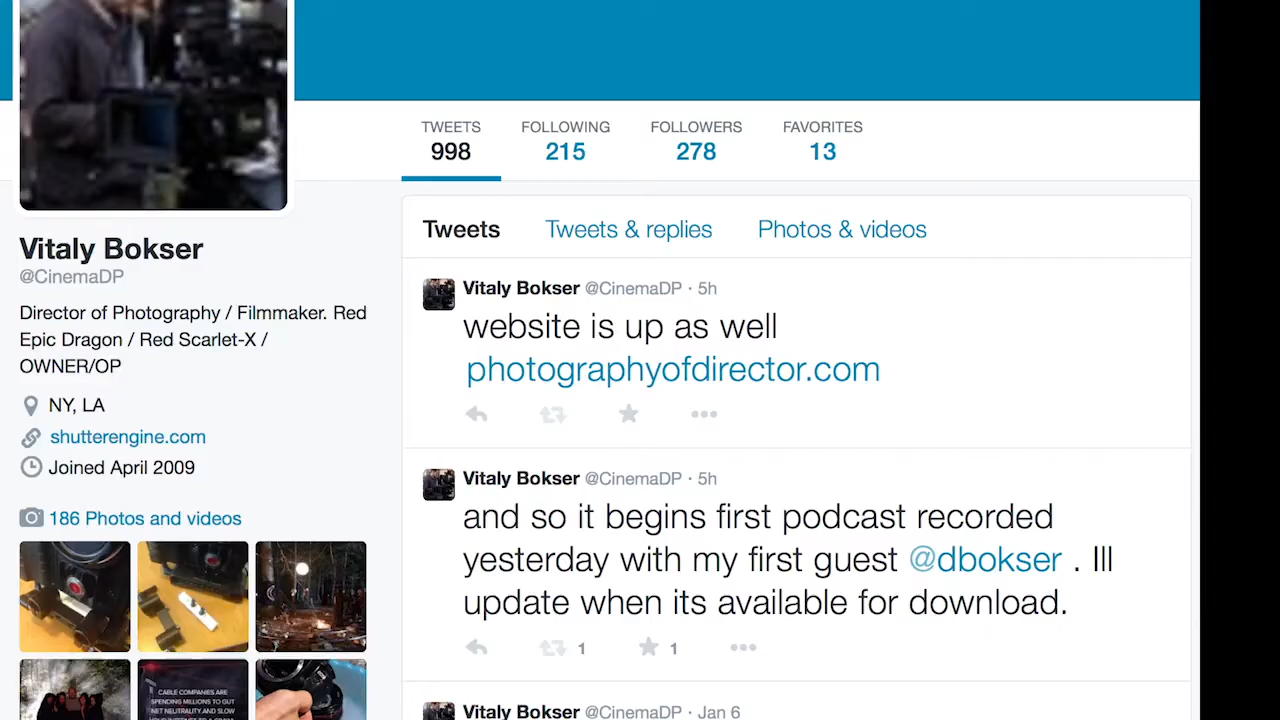 TWEETS FOLLOWING FOLLOWERS FAVORITES
998 215 278 13
Vitaly Bokser
@CinemaDP
Director of Photography / Filmmaker. Red
Epic Dragon / Red Scarlet-X /
OWNER/OP
NY, LA
shutterengine.com
Joined April 2009
186 Photos and videos
CABLE COMPANIES ARE
SPENDING MILLIONS TO GUT
NET NEUTRALITY AND SLOW
Tweets Tweets & replies Photos & videos
Vitaly Bokser @CinemaDP · 5h
website is up as well
photographyofdirector.com
Vitaly Bokser @CinemaDP · 5h
and so it begins first podcast recorded
yesterday with my first guest @dbokser . Ill
update when its available for download.
1 1
Vitaly Bokser @CinemaDP · Jan 6